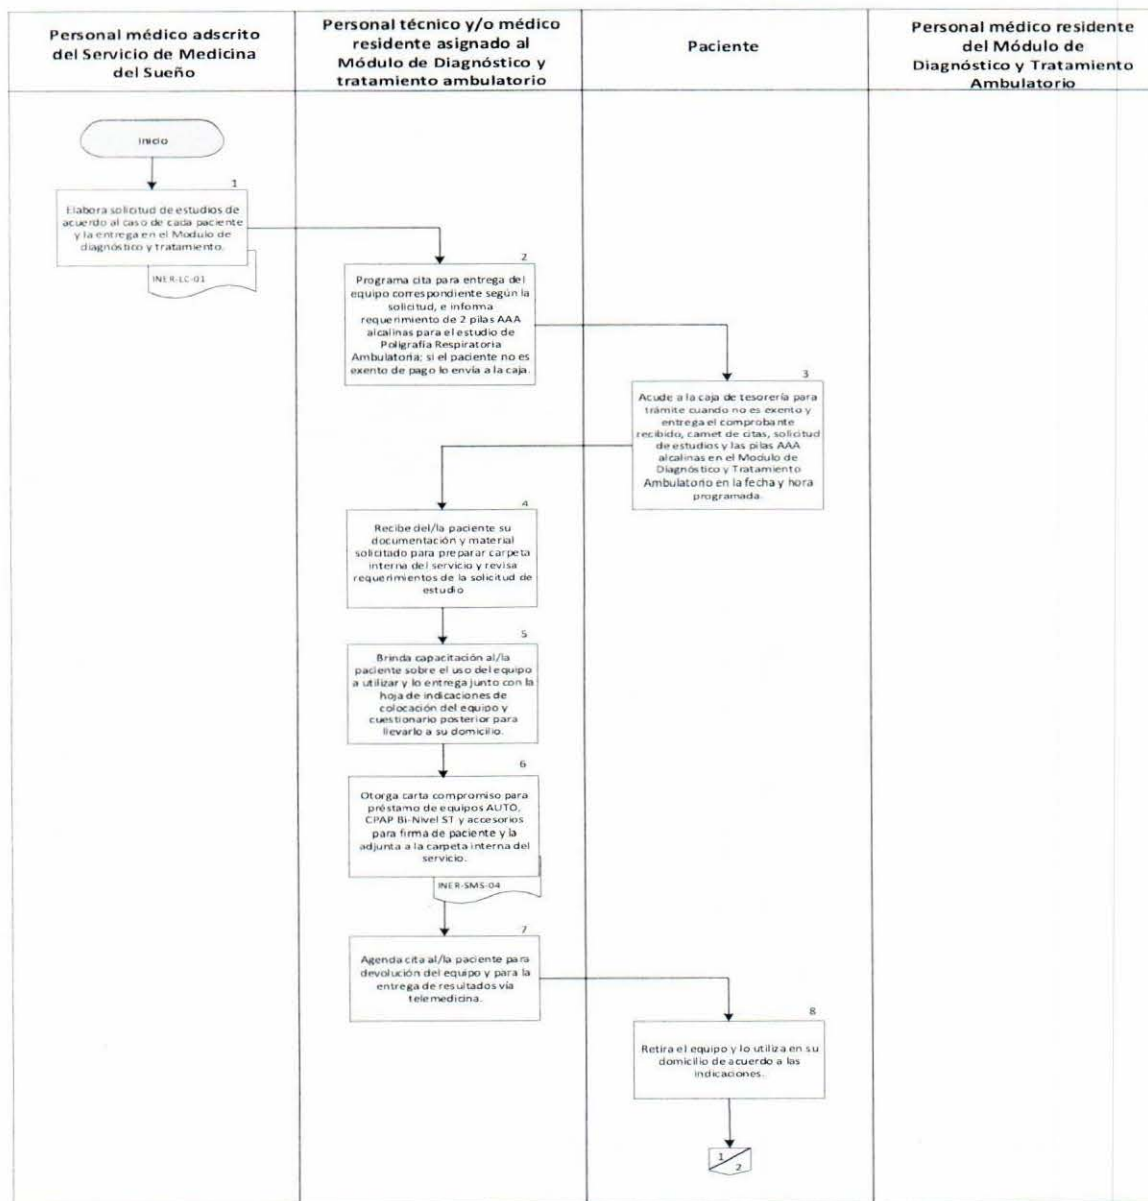 Personal médico adscrito
del Servicio de Medicina
del Sueño
Personal técnico y/o médico
residente asignado al
Módulo de Diagnóstico y
tratamiento ambulatorio
Paciente
Personal médico residente
del Módulo de
Diagnóstico y Tratamiento
Ambulatorio
Inicio
1
Elabora solicitud de estudios de
acuerdo al caso de cada paciente
y la entrega en el Modulo de
diagnóstico y tratamiento.
INER-LC-01
2
Programa cita para entrega del
equipo correspondiente según la
solicitud, e informa
requerimiento de 2 pilas AAA
alcalinas para el estudio de
Poligrafía Respiratoria
Ambulatoria; si el paciente no es
exento de pago lo envía a la caja.
3
Acude a la caja de tesorería para
trámite cuando no es exento y
entrega el comprobante
recibido, carnet de citas, solicitud
de estudios y las pilas AAA
alcalinas en el Modulo de
Diagnóstico y Tratamiento
Ambulatorio en la fecha y hora
programada.
4
Recibe del/la paciente su
documentación y material
solicitado para preparar carpeta
interna del servicio y revisa
requerimientos de la solicitud de
estudio
5
Brinda capacitación al/la
paciente sobre el uso del equipo
a utilizar y lo entrega junto con la
hoja de indicaciones de
colocación del equipo y
cuestionario posterior para
llevarlo a su domicilio.
6
Otorga carta compromiso para
préstamo de equipos AUTO,
CPAP Bi-Nivel ST y accesorios
para firma de paciente y la
adjunta a la carpeta interna del
servicio.
INER-SMS-04
7
Agenda cita al/la paciente para
devolución del equipo y para la
entrega de resultados vía
telemedicina.
8
Retira el equipo y lo utiliza en su
domicilio de acuerdo a las
indicaciones.
1
2